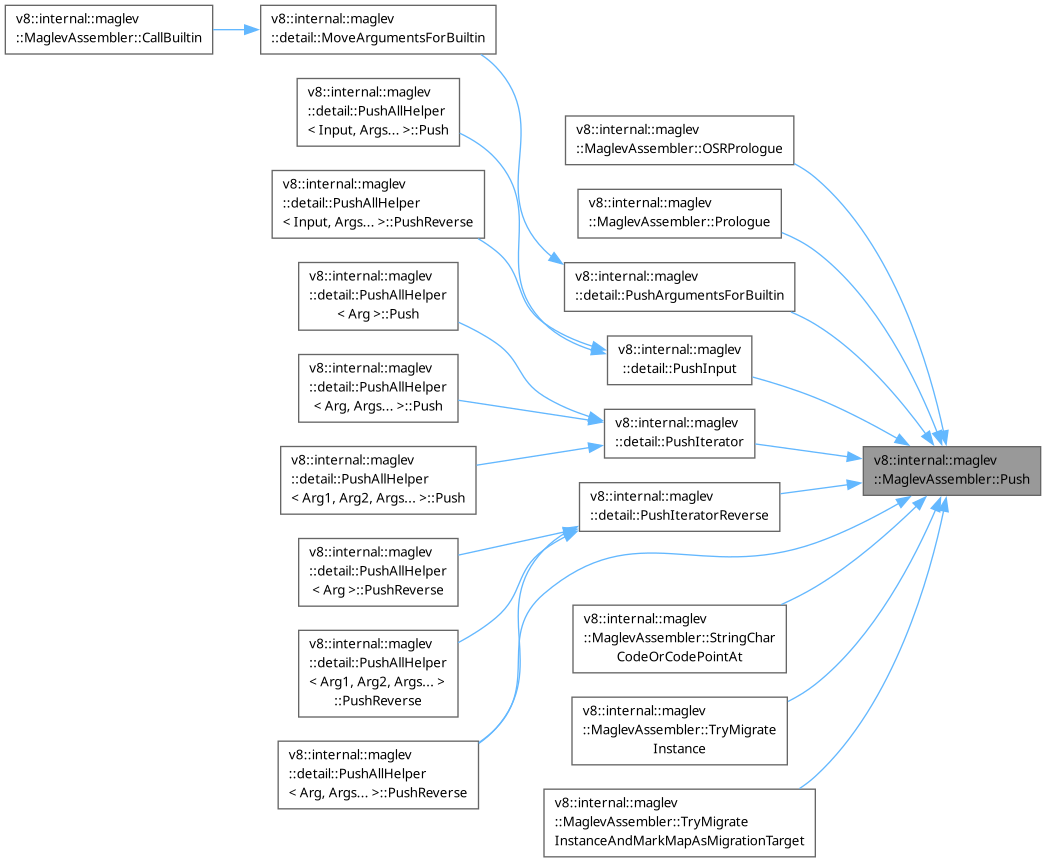 v8::internal::maglev
::MaglevAssembler::CallBuiltin
v8::internal::maglev
::detail::MoveArgumentsForBuiltin
v8::internal::maglev
::detail::PushAllHelper
< Input, Args... >::Push
v8::internal::maglev
::detail::PushAllHelper
< Input, Args... >::PushReverse
v8::internal::maglev
::detail::PushAllHelper
< Arg >::Push
v8::internal::maglev
::detail::PushAllHelper
< Arg, Args... >::Push
v8::internal::maglev
::detail::PushAllHelper
< Arg1, Arg2, Args... >::Push
v8::internal::maglev
::detail::PushAllHelper
< Arg >::PushReverse
v8::internal::maglev
::detail::PushAllHelper
< Arg1, Arg2, Args... >
::PushReverse
v8::internal::maglev
::detail::PushAllHelper
< Arg, Args... >::PushReverse
v8::internal::maglev
::MaglevAssembler::OSRPrologue
v8::internal::maglev
::MaglevAssembler::Prologue
v8::internal::maglev
::detail::PushArgumentsForBuiltin
v8::internal::maglev
::detail::PushInput
v8::internal::maglev
::detail::PushIterator
v8::internal::maglev
::detail::PushIteratorReverse
v8::internal::maglev
::MaglevAssembler::StringChar
CodeOrCodePointAt
v8::internal::maglev
::MaglevAssembler::TryMigrate
Instance
v8::internal::maglev
::MaglevAssembler::TryMigrate
InstanceAndMarkMapAsMigrationTarget
v8::internal::maglev
::MaglevAssembler::Push